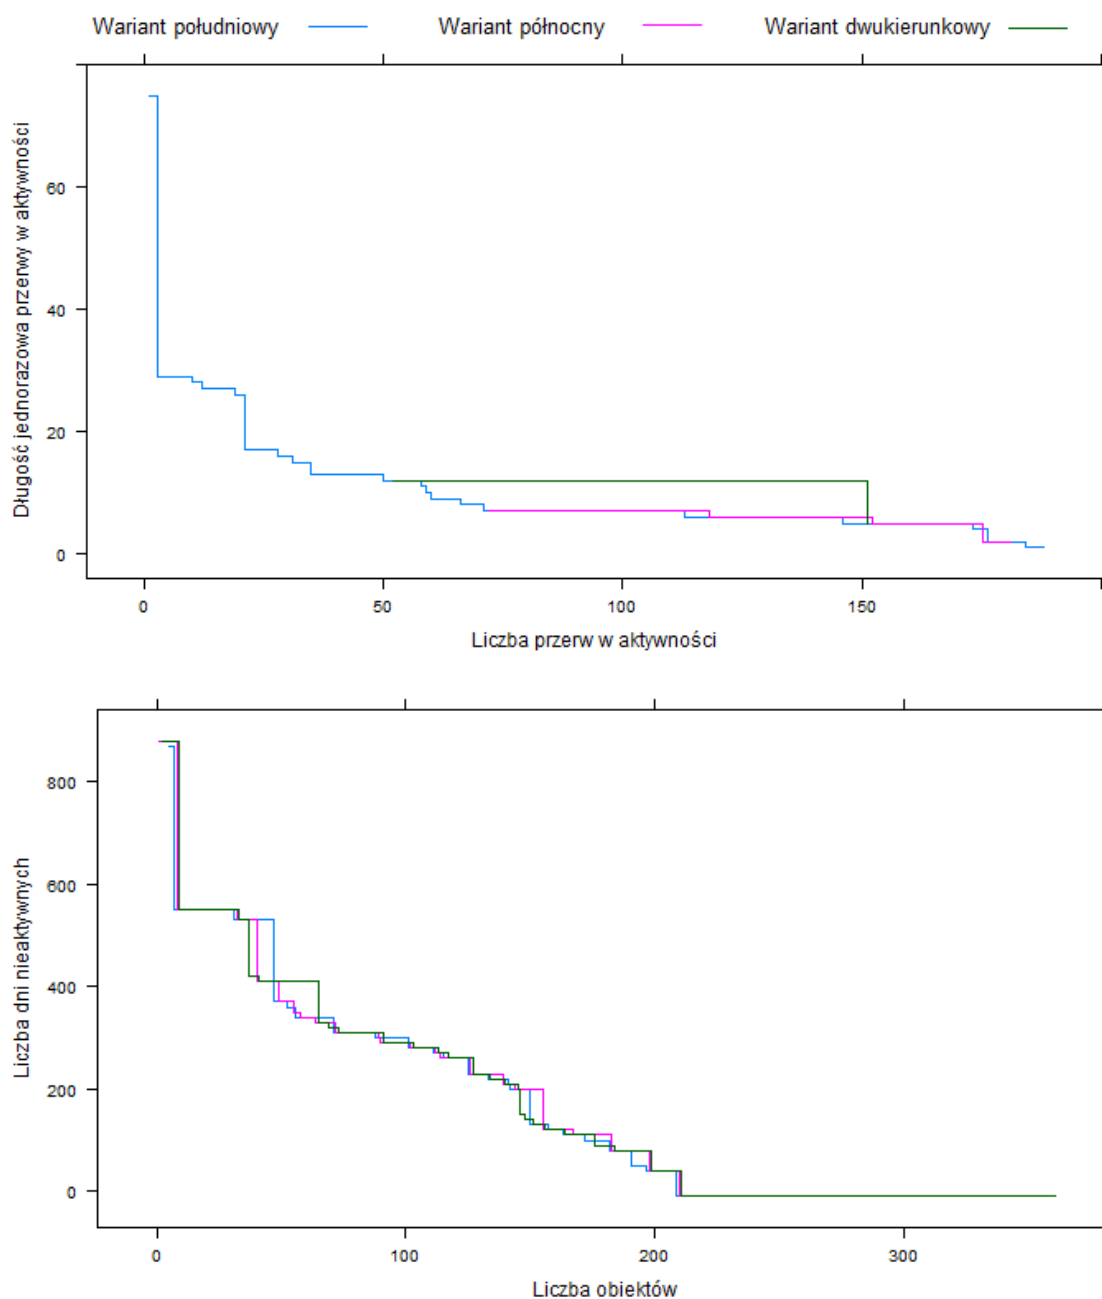 Wariant południowy Wariant północny Wariant dwukierunkowy
Długość jednorazowa przerwy w aktywności
60
40
20
0
0 50 100 150
Liczba przerw w aktywności
Liczba dni nieaktywnych
800
600
400
200
0
0 100 200 300
Liczba obiektów